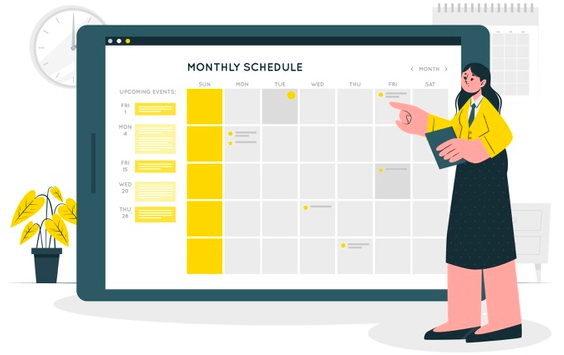 MONTHLY SCHEDULE
< MONTH >
SUN MON TUE WED THU FRI SAT
UPCOMING EVENTS:
FRI
1
MON
4
FRI
15
WED
20
THU
28